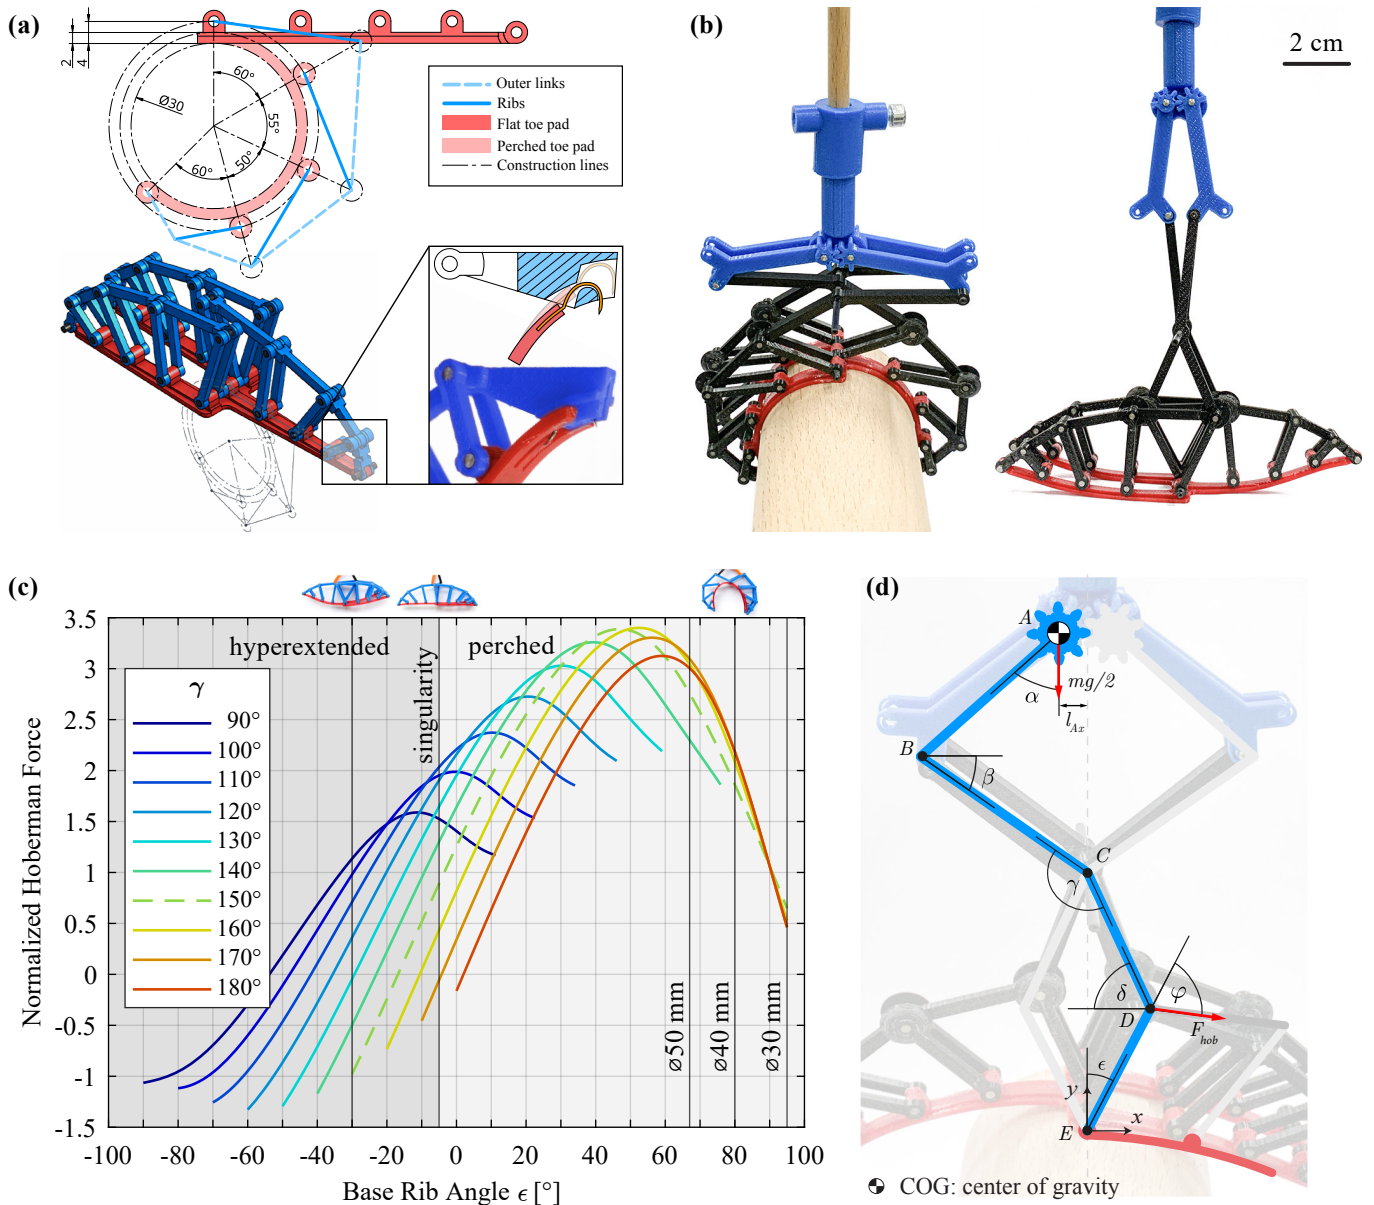 (a)
2
4
60°
Ø30
55°
50°
60°
Outer links
Ribs
Flat toe pad
Perched toe pad
Construction lines
(b)
2 cm
(c)
Normalized Hoberman Force
3.5
3
2.5
2
1.5
1
0.5
0
-0.5
-1
-1.5
hyperextended
singularity
perched
γ
90°
100°
110°
120°
130°
140°
150°
160°
170°
180°
⌀50 mm
⌀40 mm
⌀30 mm
-100 -80 -60 -40 -20 0 20 40 60 80 100
Base Rib Angle ϵ [°]
(d)
A
mg/2
α
l_Ax
B
β
C
γ
δ
φ
D
F_hob
ϵ
y
x
E
COG: center of gravity